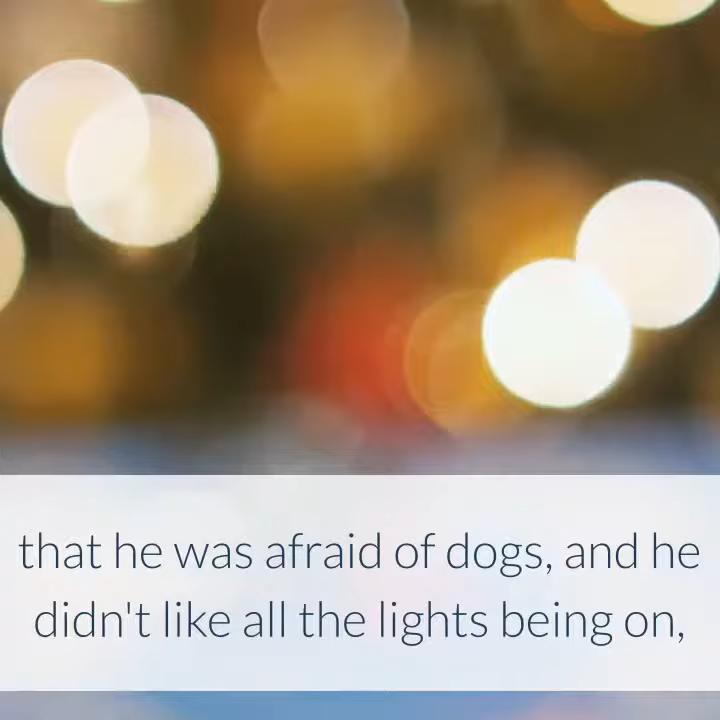 that he was afraid of dogs, and he
didn't like all the lights being on,